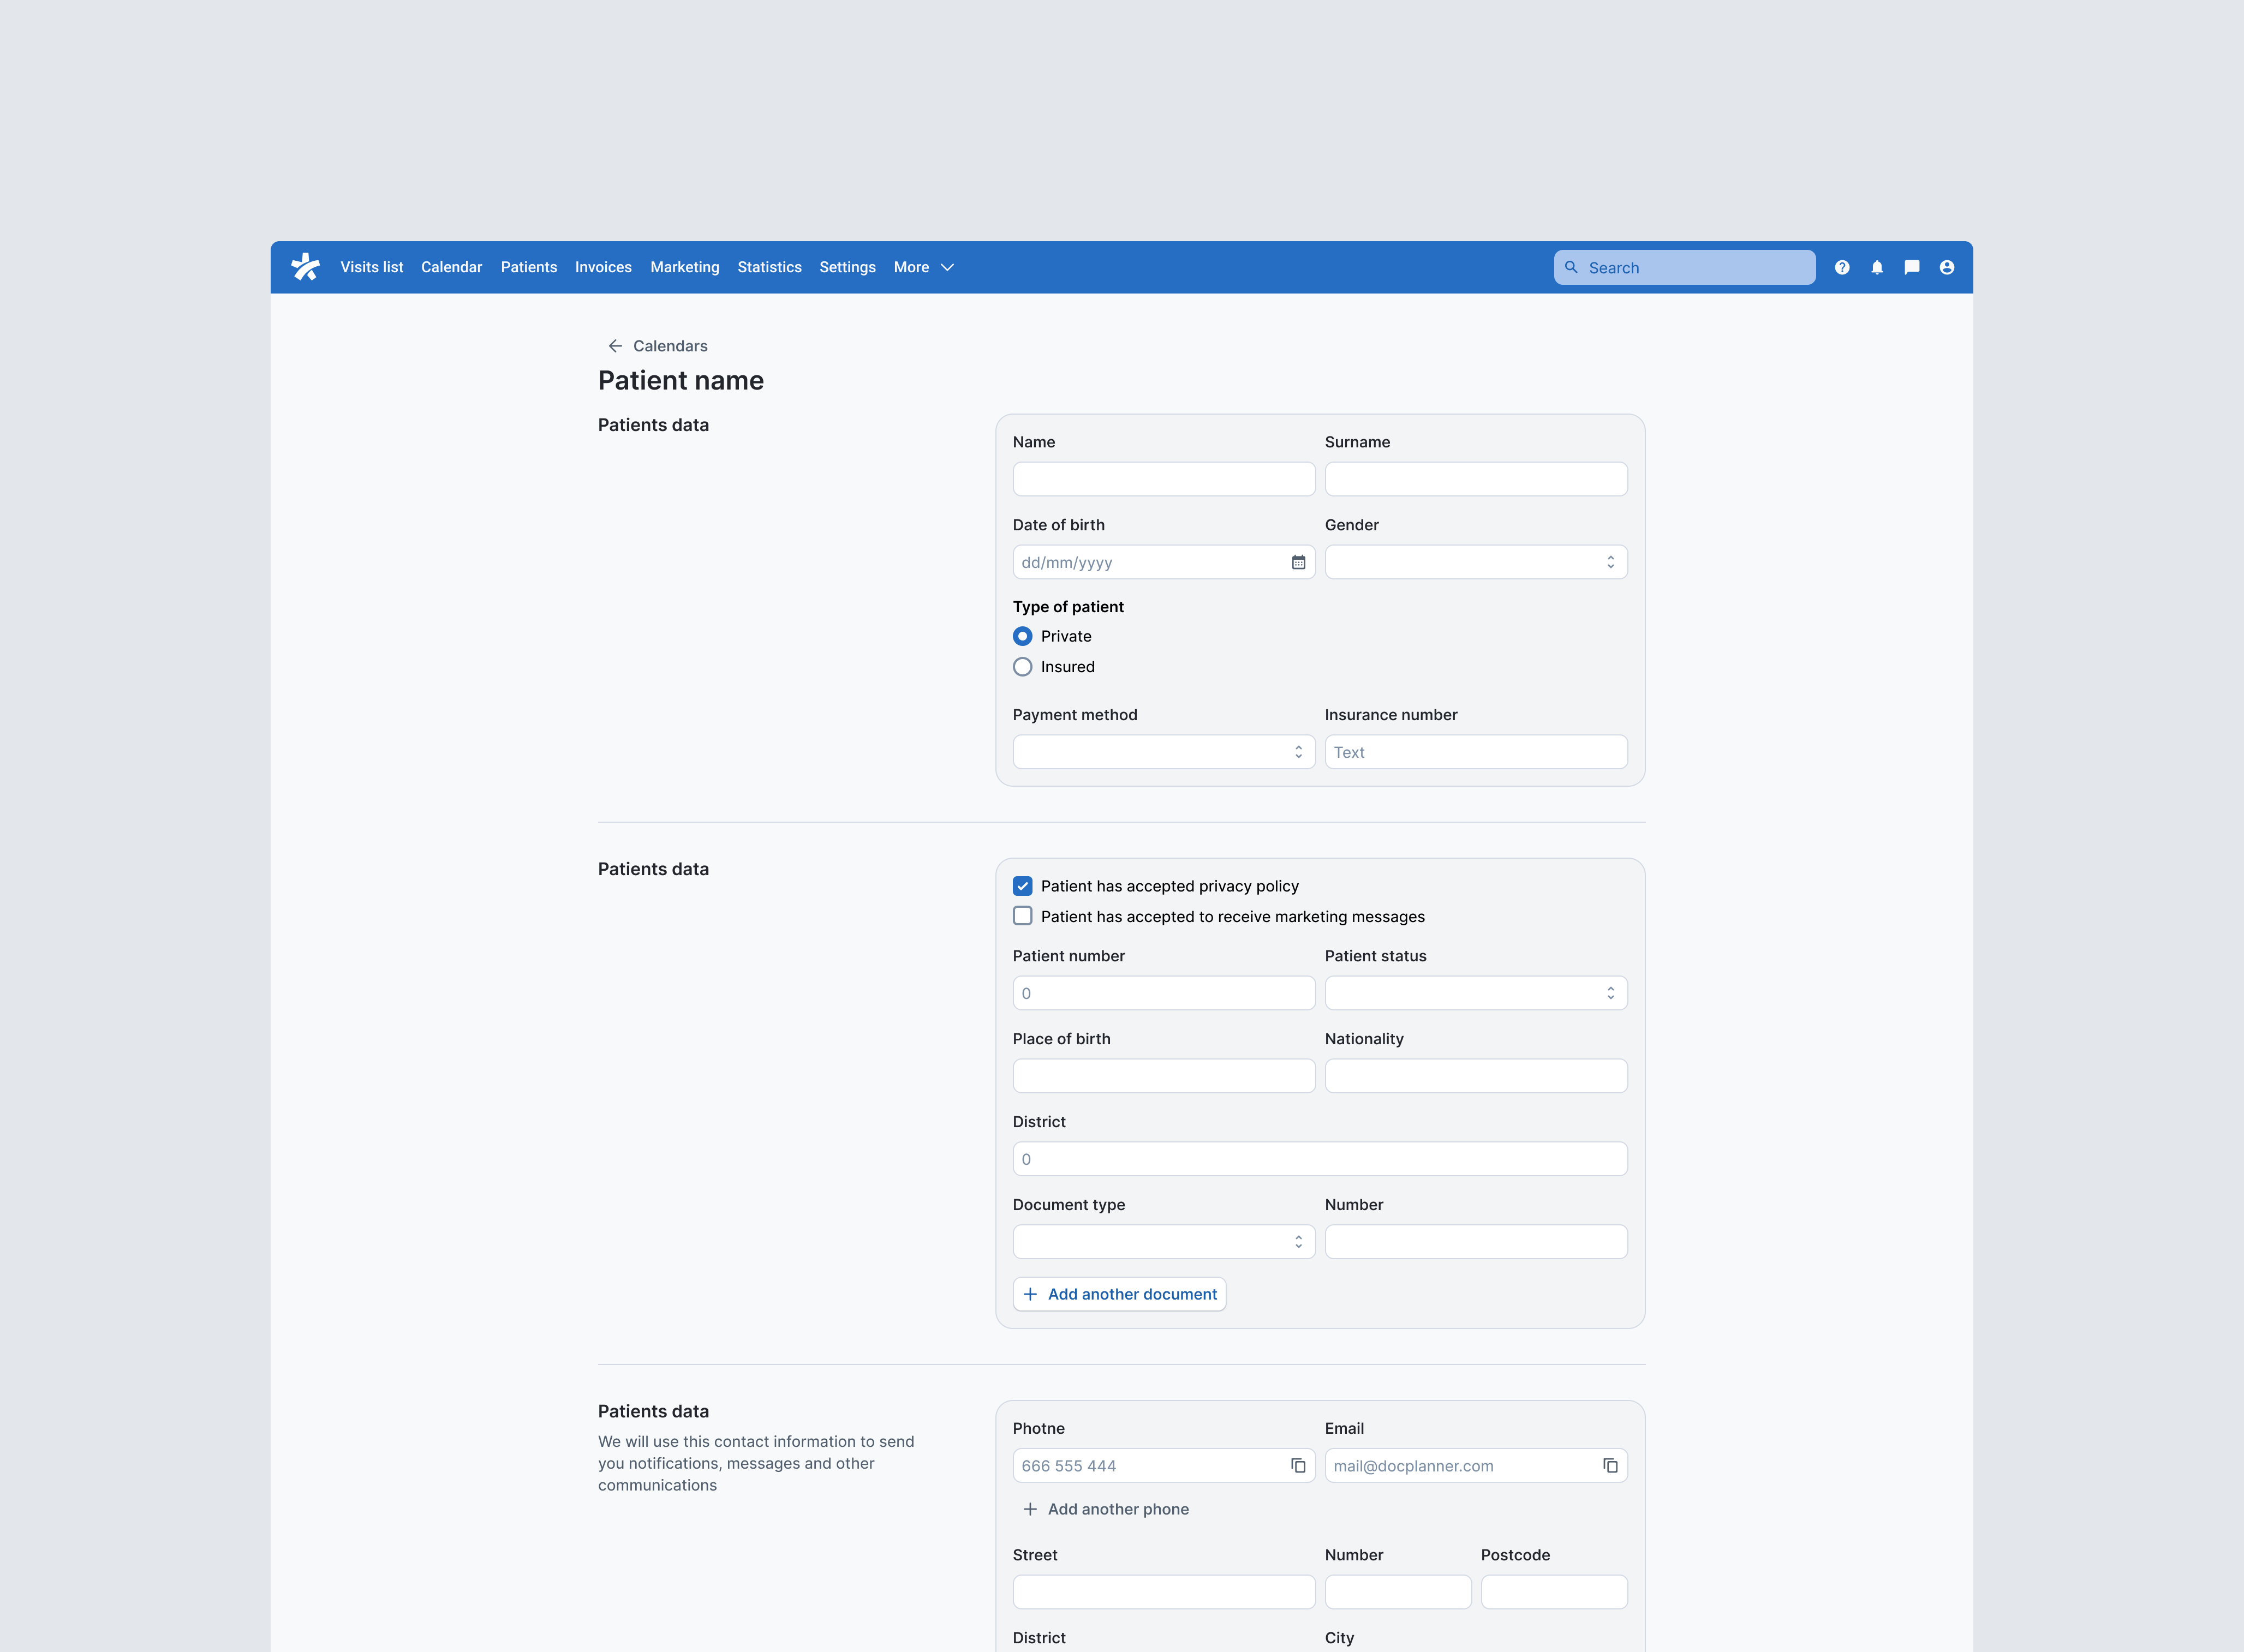 Visits list Calendar Patients Invoices Marketing Statistics Settings More Search
Calendars
Patient name
Patients data
Name Surname
Date of birth Gender
dd/mm/yyyy
Type of patient
Private
Insured
Payment method Insurance number
Text
Patients data
Patient has accepted privacy policy
Patient has accepted to receive marketing messages
Patient number Patient status
0
Place of birth Nationality
District
0
Document type Number
Add another document
Patients data
We will use this contact information to send
you notifications, messages and other
communications
Photne Email
666 555 444 mail@docplanner.com
Add another phone
Street Number Postcode
District City